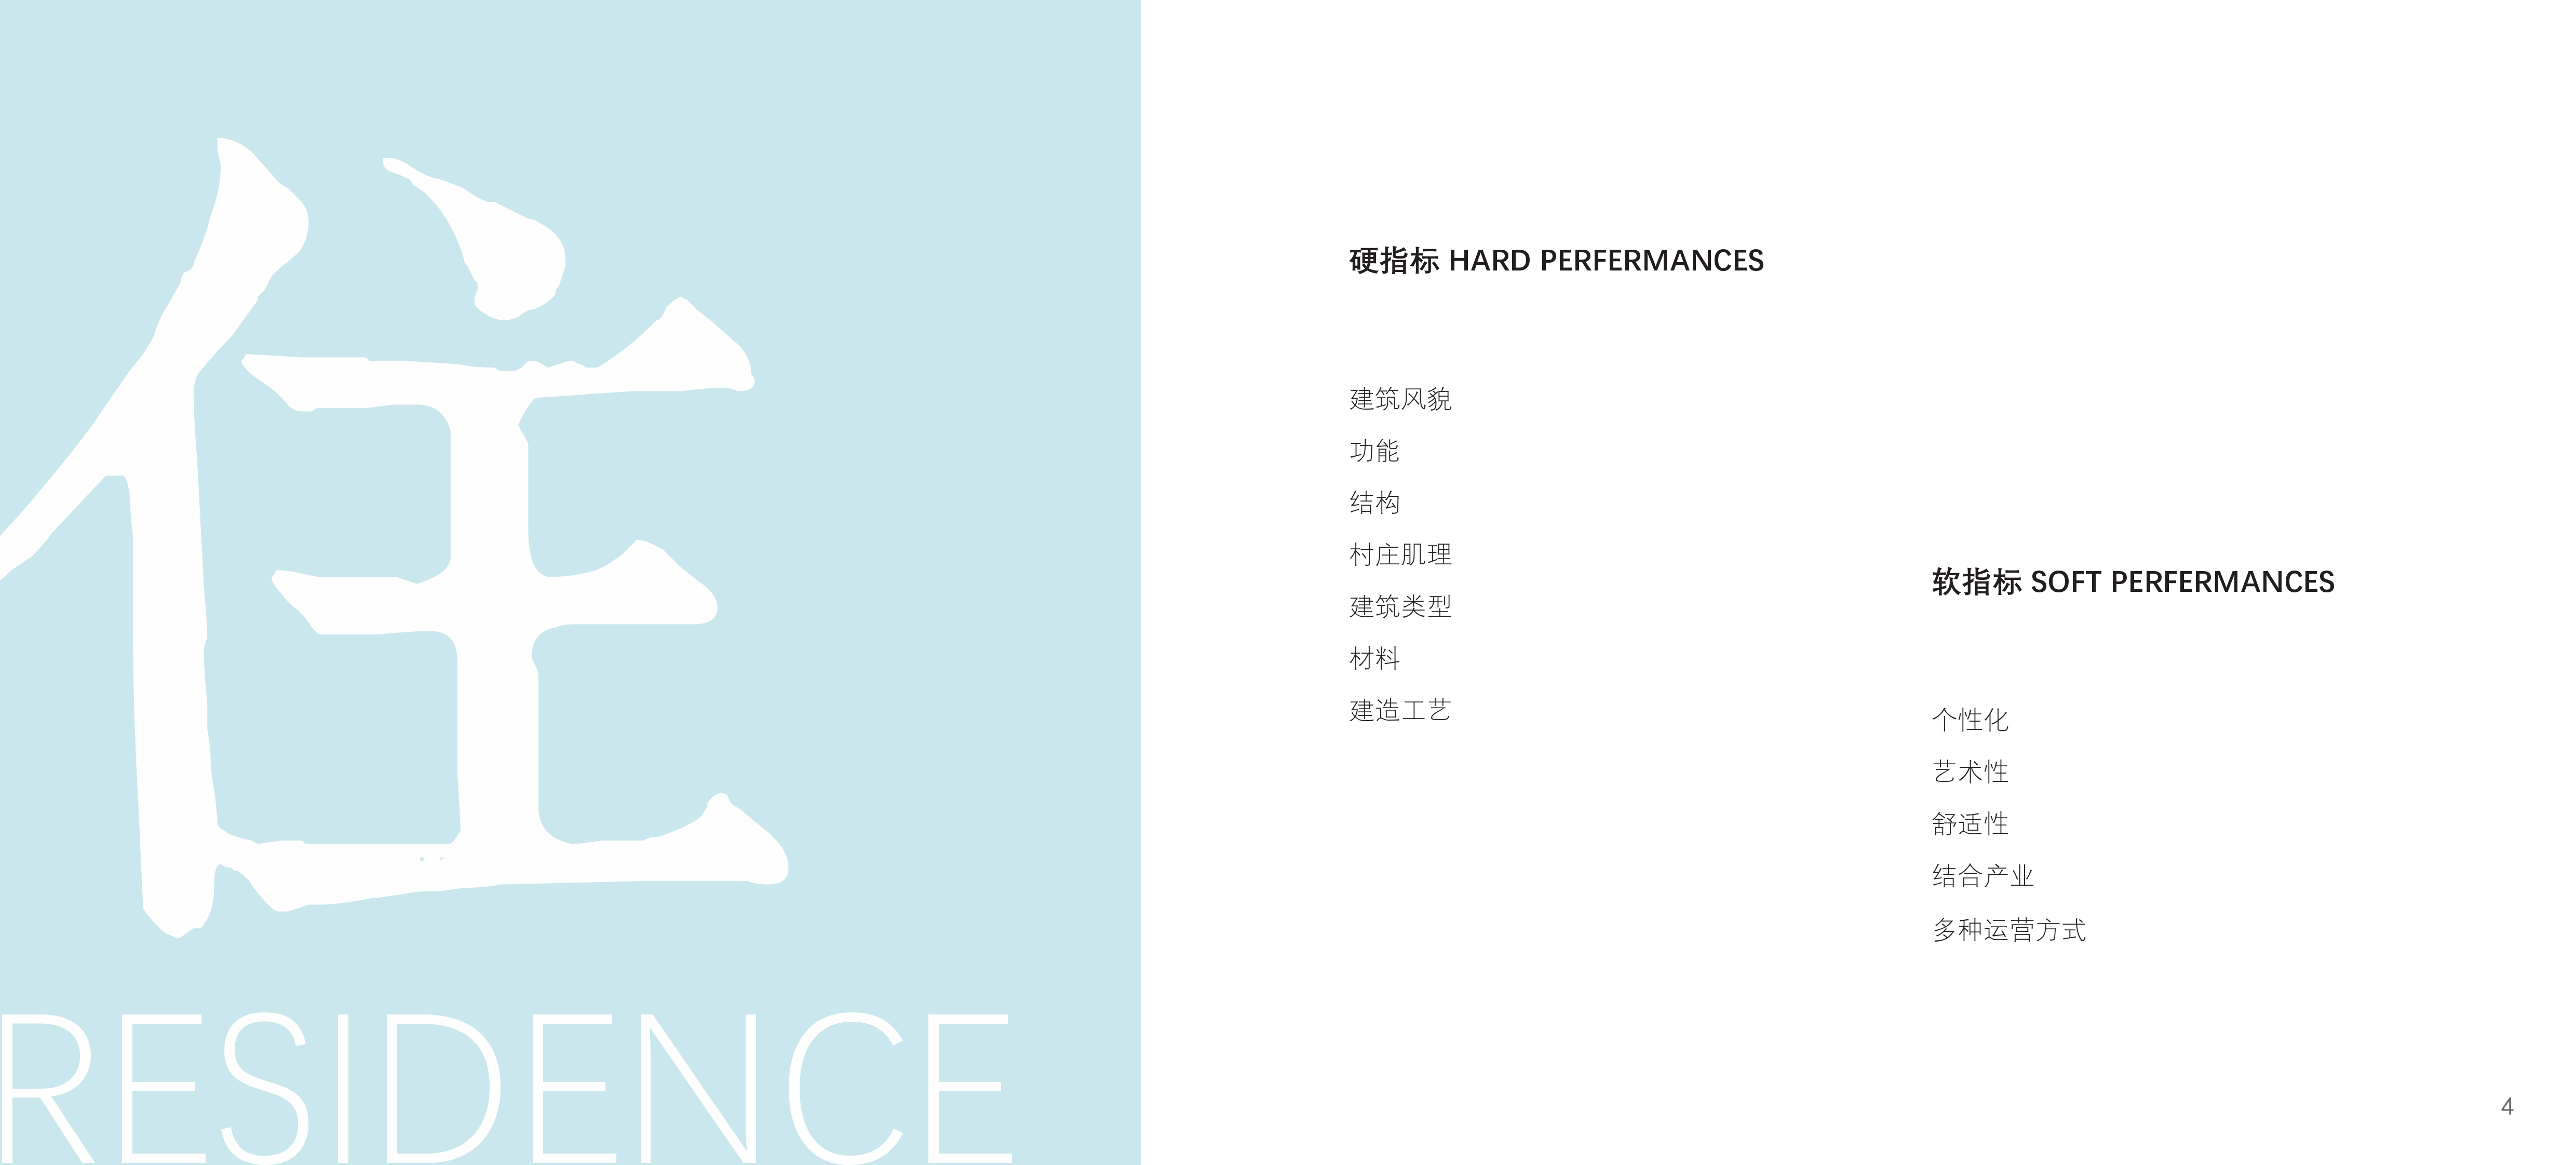 住
RESIDENCE
硬指标 HARD PERFERMANCES
建筑风貌
功能
结构
村庄肌理
建筑类型
材料
建造工艺
软指标 SOFT PERFERMANCES
个性化
艺术性
舒适性
结合产业
多种运营方式
4